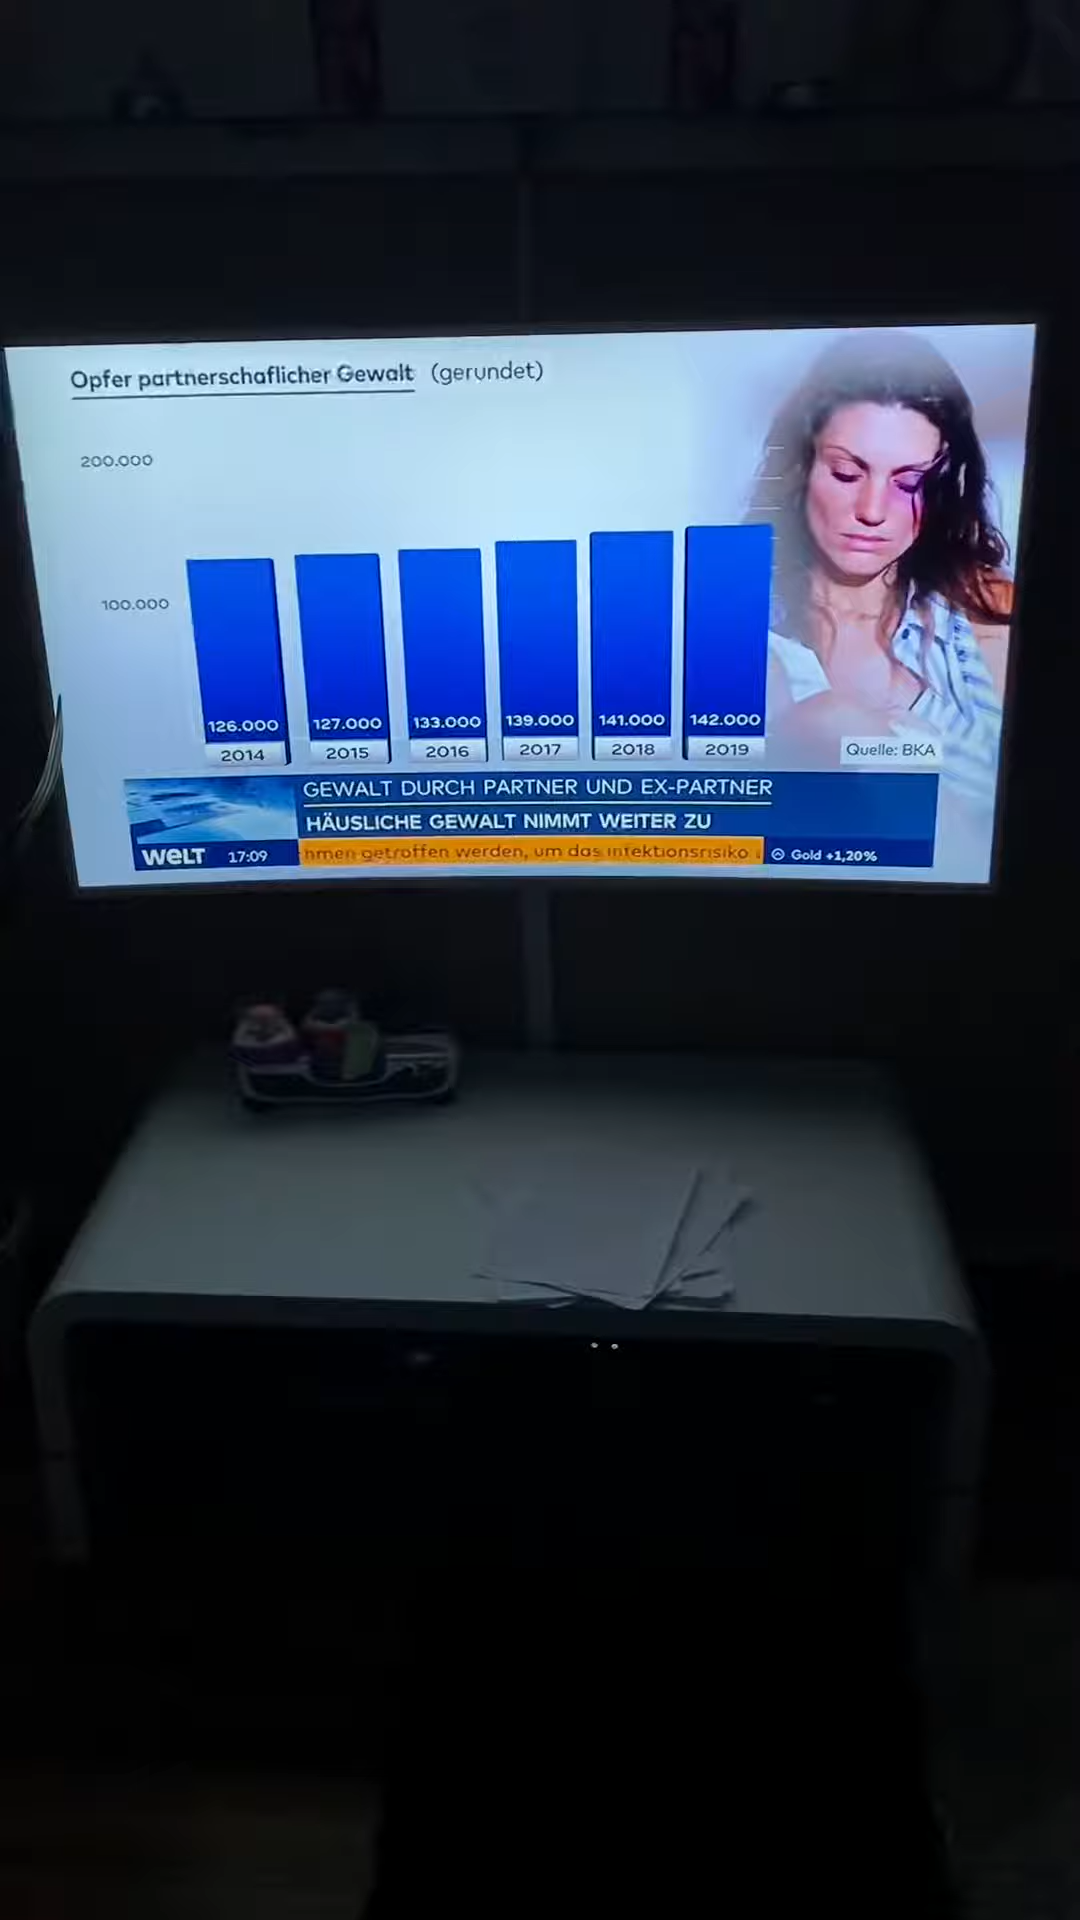 Opfer partnerschaflicher Gewalt (gerundet)
200.000
100.000
126.000 127.000 133.000 139.000 141.000 142.000
2014 2015 2016 2017 2018 2019
Quelle: BKA
GEWALT DURCH PARTNER UND EX-PARTNER
HÄUSLICHE GEWALT NIMMT WEITER ZU
welt 17:09 hmen getroffen werden, um das infektionsrisiko Gold +1,20%